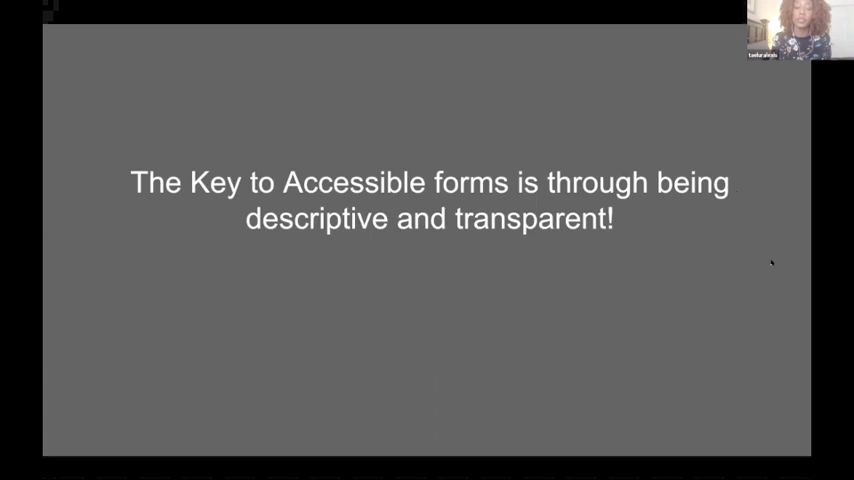 The Key to Accessible forms is through being
descriptive and transparent!